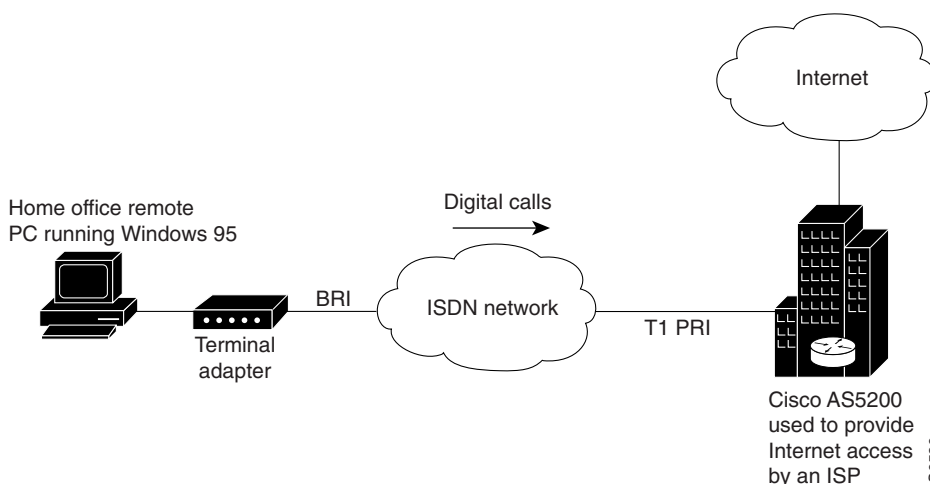 Internet
Digital calls
Home office remote
PC running Windows 95
BRI
ISDN network
T1 PRI
Terminal
adapter
Cisco AS5200
used to provide
Internet access
by an ISP